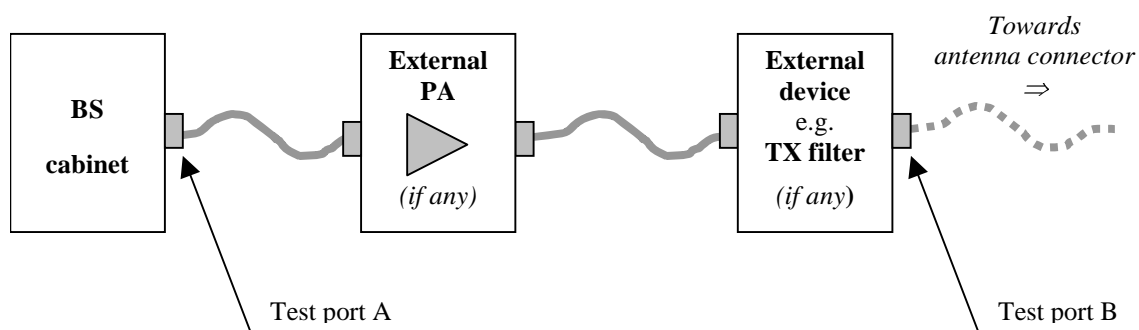 BS
cabinet
External
PA
(if any)
External
device
e.g.
TX filter
(if any)
Towards
antenna connector
⇒
Test port A
Test port B